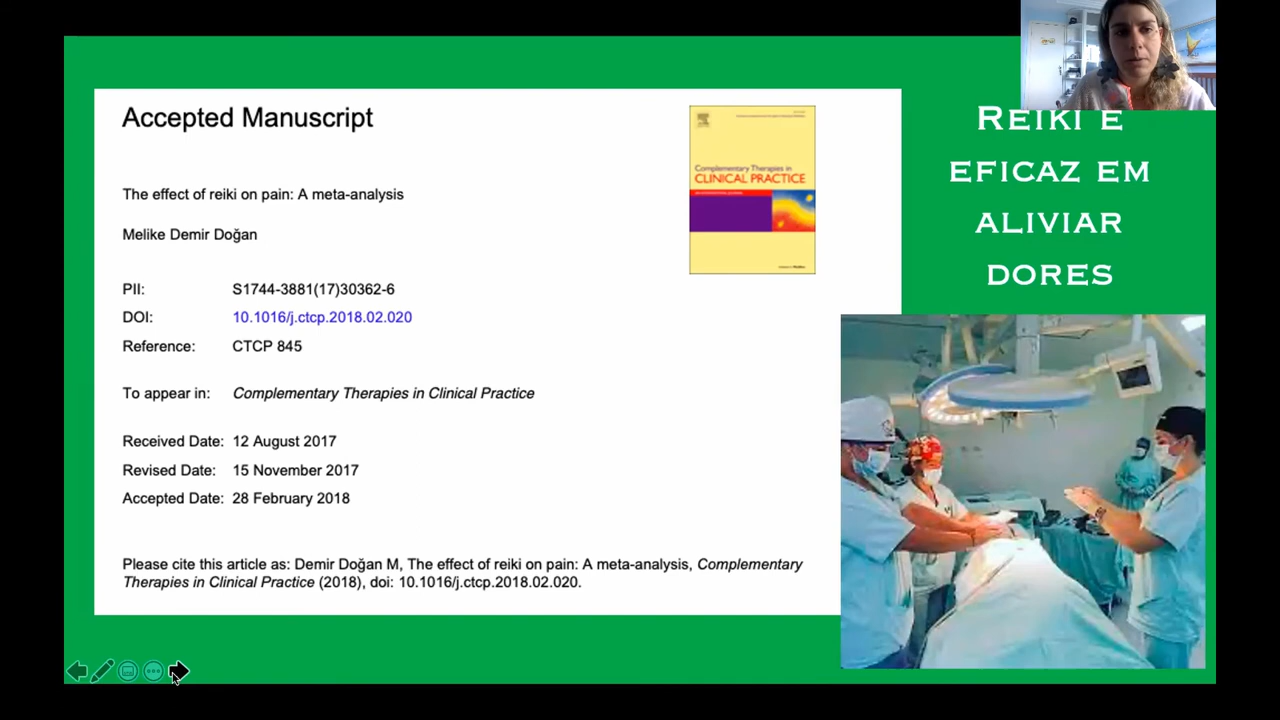 Accepted Manuscript
The effect of reiki on pain: A meta-analysis
Melike Demir Doğan
PII: S1744-3881(17)30362-6
DOI: 10.1016/j.ctcp.2018.02.020
Reference: CTCP 845
To appear in: Complementary Therapies in Clinical Practice
Received Date: 12 August 2017
Revised Date: 15 November 2017
Accepted Date: 28 February 2018
Please cite this article as: Demir Doğan M, The effect of reiki on pain: A meta-analysis, Complementary
Therapies in Clinical Practice (2018), doi: 10.1016/j.ctcp.2018.02.020.
Complementary Therapies in
CLINICAL PRACTICE
REIKI E
EFICAZ EM
ALIVIAR
DORES